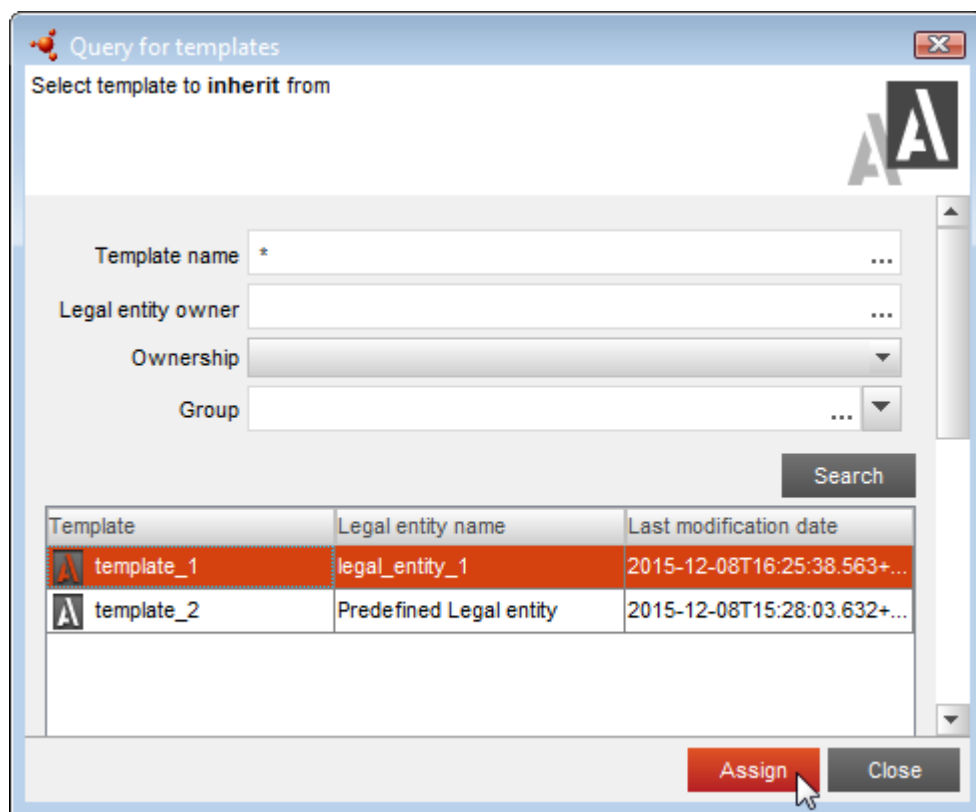 Query for templates
Select template to inherit from
Template name *  ...
Legal entity owner ...
Ownership
Group ...
Search
Template Legal entity name Last modification date
template_1 legal_entity_1 2015-12-08T16:25:38.563+...
template_2 Predefined Legal entity 2015-12-08T15:28:03.632+...
Assign Close